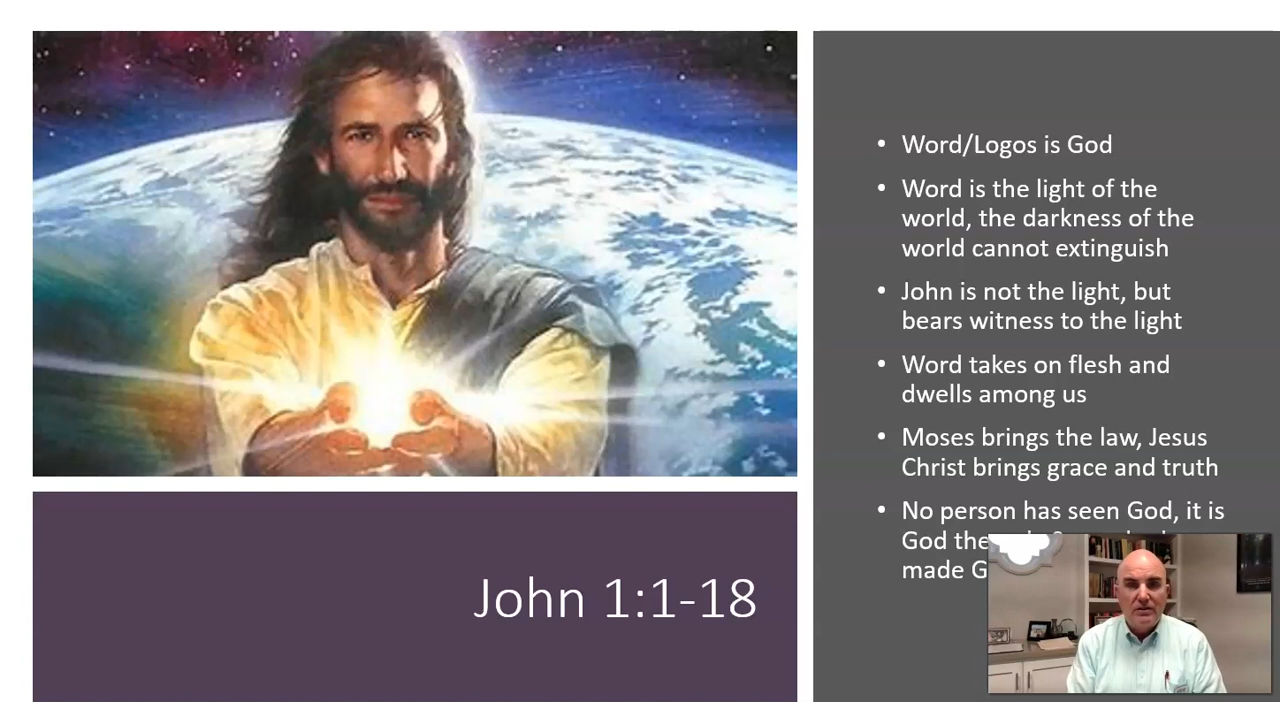 • Word/Logos is God
• Word is the light of the
world, the darkness of the
world cannot extinguish
• John is not the light, but
bears witness to the light
• Word takes on flesh and
dwells among us
• Moses brings the law, Jesus
Christ brings grace and truth
• No person has seen God, it is
God the
made
John 1:1-18